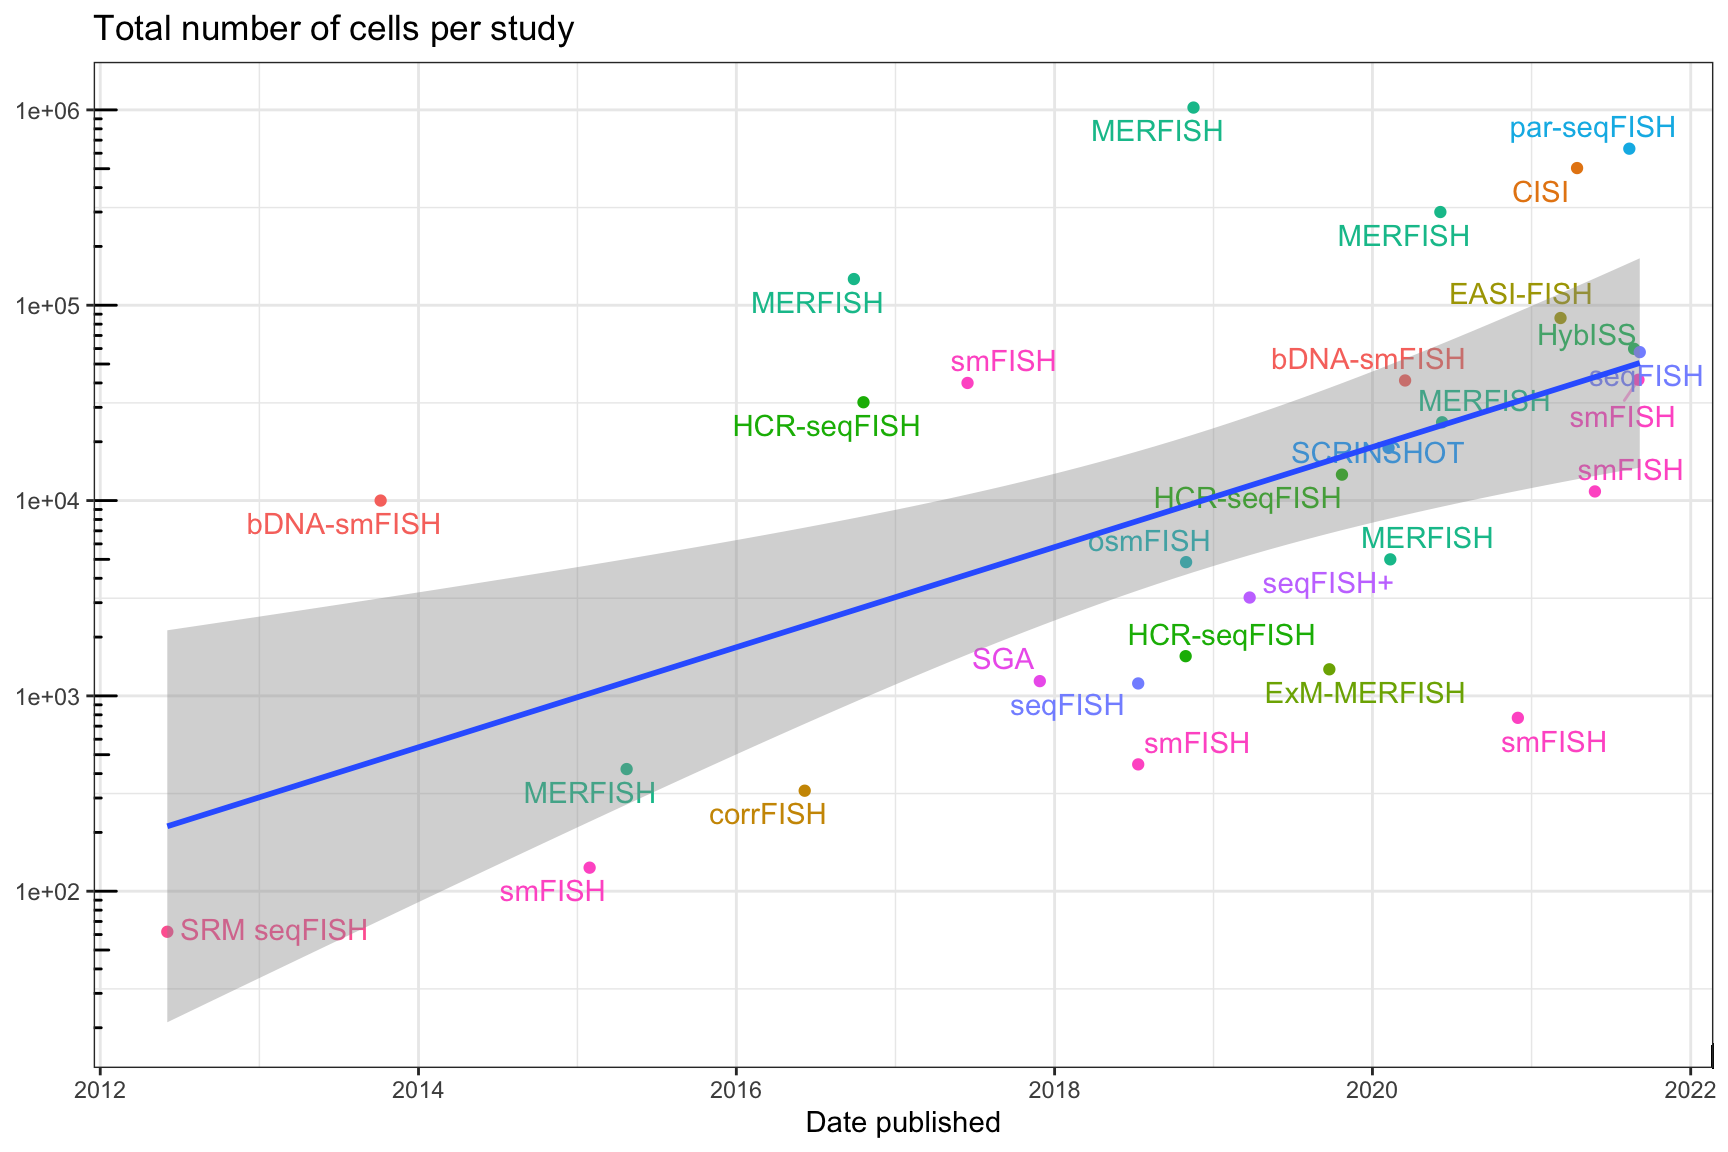 Total number of cells per study
1e+06
MERFISH
par-seqFISH
CISI
MERFISH
1e+05
MERFISH
EASI-FISH
HybISS
smFISH
bDNA-smFISH
seqFISH
MERFISH
smFISH
HCR-seqFISH
SCRINSHOT
smFISH
1e+04
HCR-seqFISH
bDNA-smFISH
osmFISH
MERFISH
seqFISH+
HCR-seqFISH
SGA
1e+03
ExM-MERFISH
seqFISH
smFISH
smFISH
MERFISH
corrFISH
1e+02
smFISH
SRM seqFISH
2012 2014 2016 2018 2020 2022
Date published